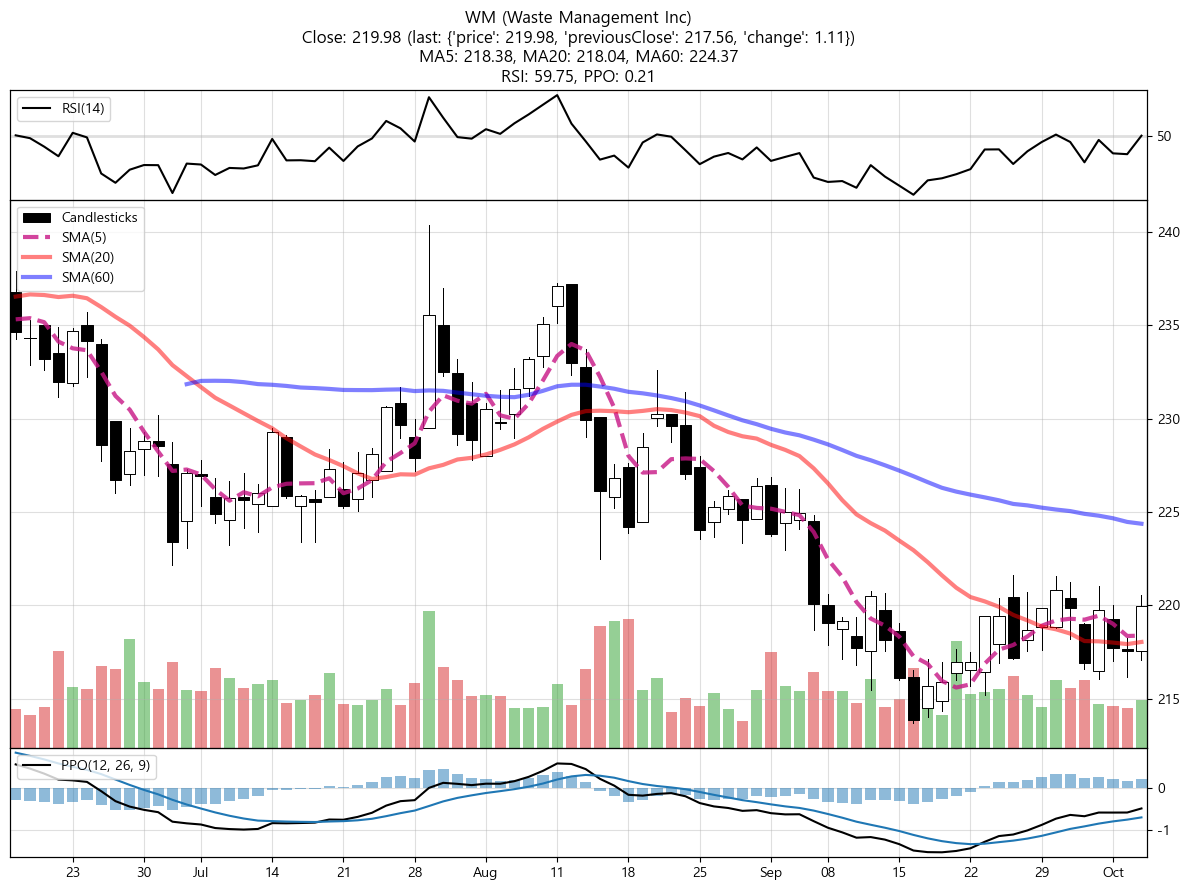 WM (Waste Management Inc)
Close: 219.98 (last: {'price': 219.98, 'previousClose': 217.56, 'change': 1.11})
MA5: 218.38, MA20: 218.04, MA60: 224.37
RSI: 59.75, PPO: 0.21
RSI(14)
50
Candlesticks
SMA(5)
SMA(20)
SMA(60)
240
235
230
225
220
215
PPO(12, 26, 9)
0
-1
23 30 Jul 14 21 28 Aug 11 18 25 Sep 08 15 22 29 Oct